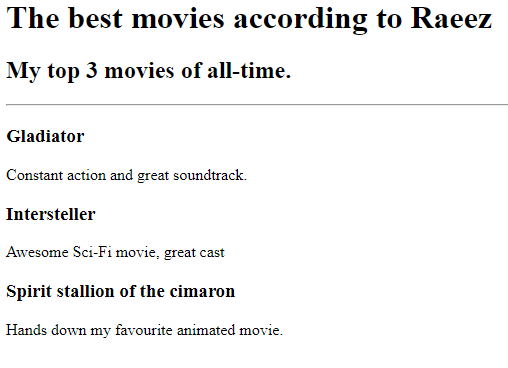 The best movies according to Raeez
My top 3 movies of all-time.
Gladiator
Constant action and great soundtrack.
Intersteller
Awesome Sci-Fi movie, great cast
Spirit stallion of the cimaron
Hands down my favourite animated movie.